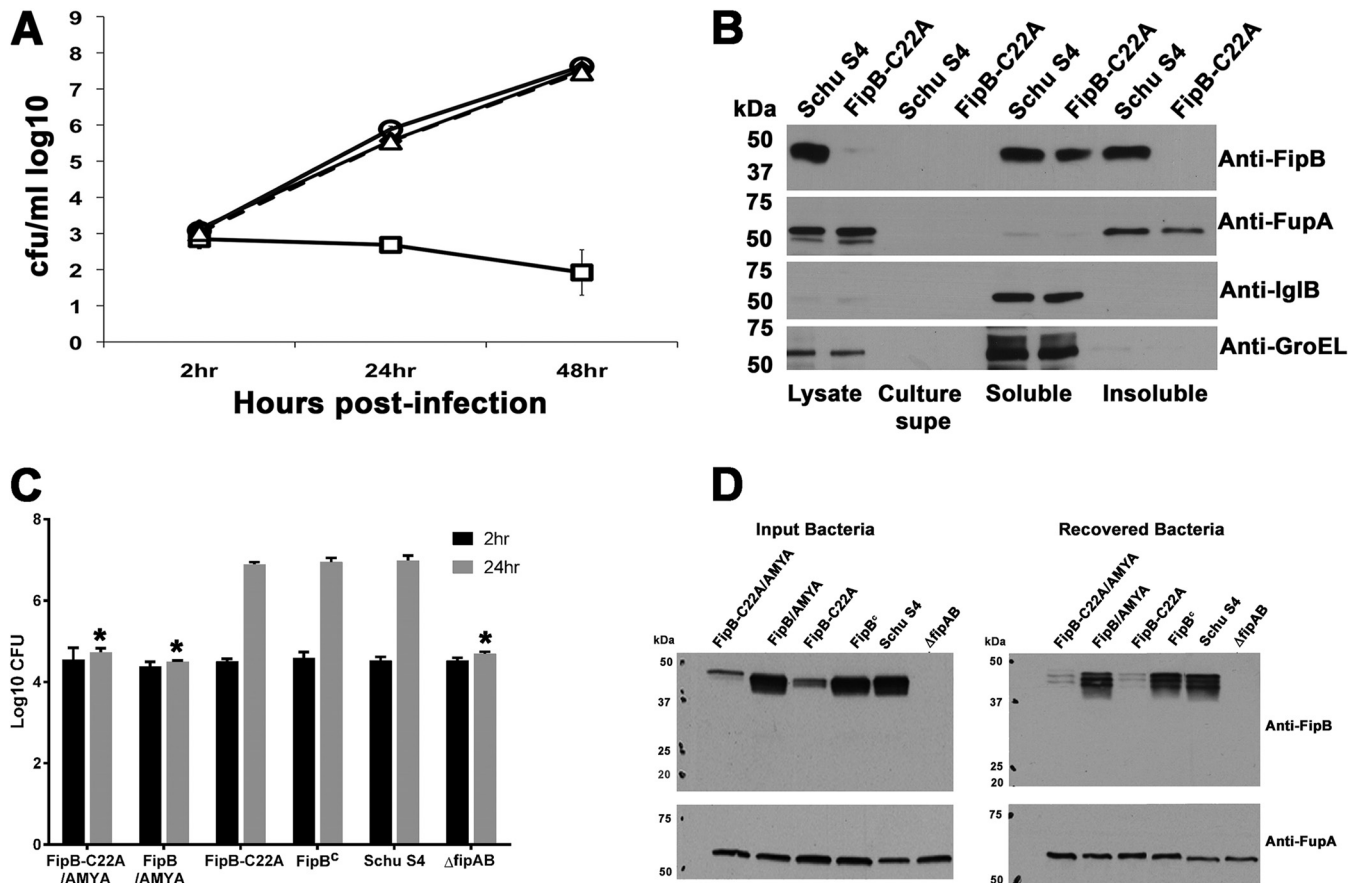 A
cfu/ml log10
9
8
7
6
5
4
3
2
1
0
2hr 24hr 48hr
Hours post-infection
B
Schu S4 FipB-C22A Schu S4 FipB-C22A Schu S4 FipB-C22A Schu S4 FipB-C22A
kDa
50
37
Anti-FipB
75
50
Anti-FupA
75
50
Anti-IglB
75
50
Anti-GroEL
Lysate Culture Soluble Insoluble
supe
C
Log10 CFU
8
6
4
2
0
2hr
24hr
* * *
FipB-C22A FipB FipB-C22A FipBC Schu S4 ΔfipAB
/AMYA /AMYA
D
Input Bacteria
FipB-C22A/AMYA FipB/AMYA FipB-C22A FipBc Schu S4 ΔfipAB
kDa
50
37
25
20
75
50
Recovered Bacteria
FipB-C22A/AMYA FipB/AMYA FipB-C22A FipBc Schu S4 ΔfipAB
kDa
50
37
25
20
Anti-FipB
75
50
Anti-FupA